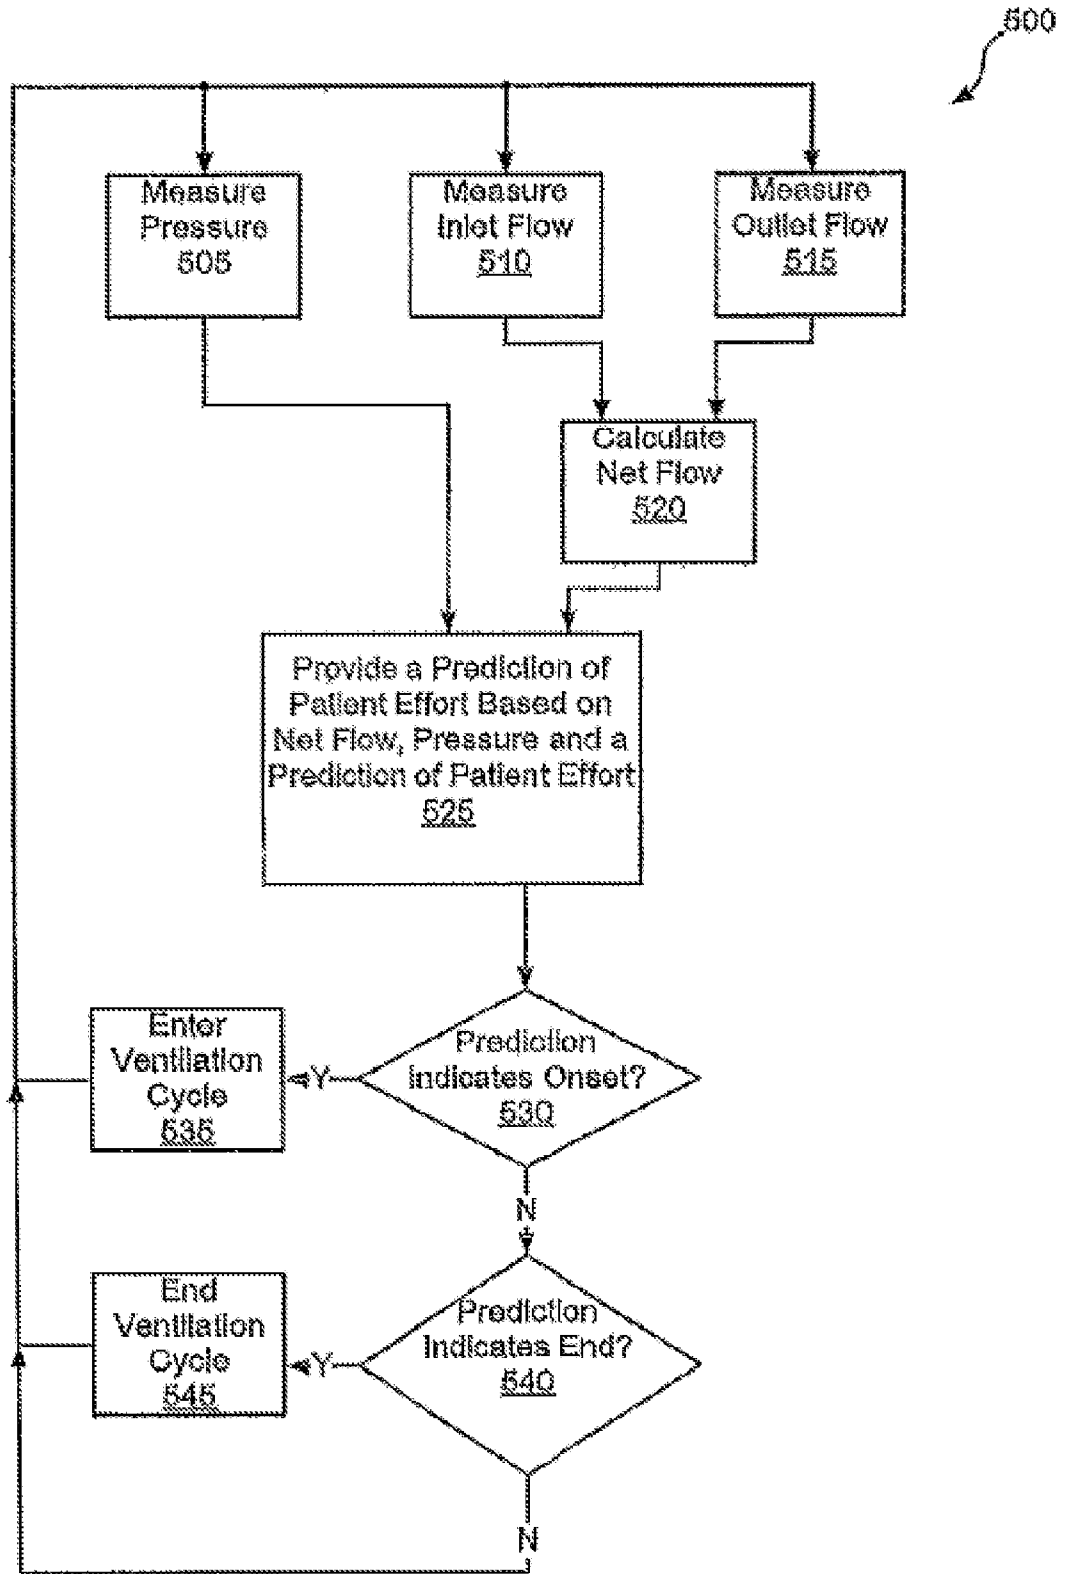 500
Measure
Pressure
505
Measure
Inlet Flow
510
Measure
Outlet Flow
515
Calculate
Net Flow
520
Provide a Prediction of
Patient Effort Based on
Net Flow, Pressure and a
Prediction of Patient Effort
525
Prediction
Indicates Onset?
530
Y
Enter
Ventilation
Cycle
535
N
Prediction
Indicates End?
540
Y
End
Ventilation
Cycle
545
N